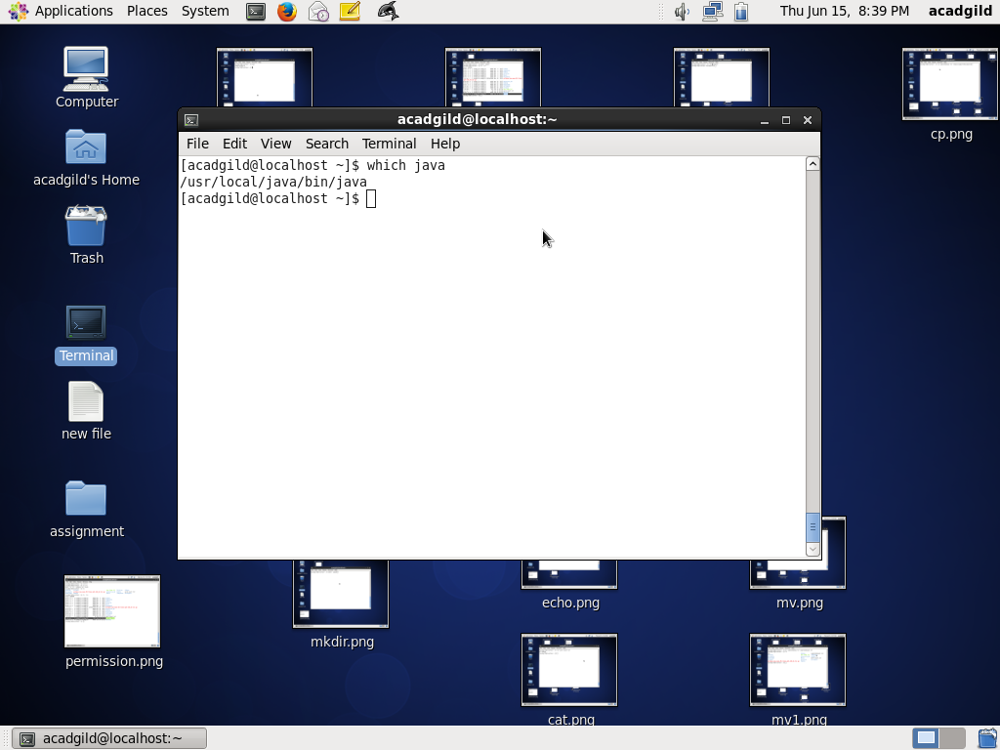 Applications Places System Thu Jun 15, 8:39 PM acadgild
Computer
cp.png
acadgild@localhost:~
File Edit View Search Terminal Help
[acadgild@localhost ~]$ which java
/usr/local/java/bin/java
[acadgild@localhost ~]$
acadgild's Home
Trash
Terminal
new file
assignment
echo.png
mv.png
mkdir.png
permission.png
cat.png
mv1.png
acadgild@localhost:~